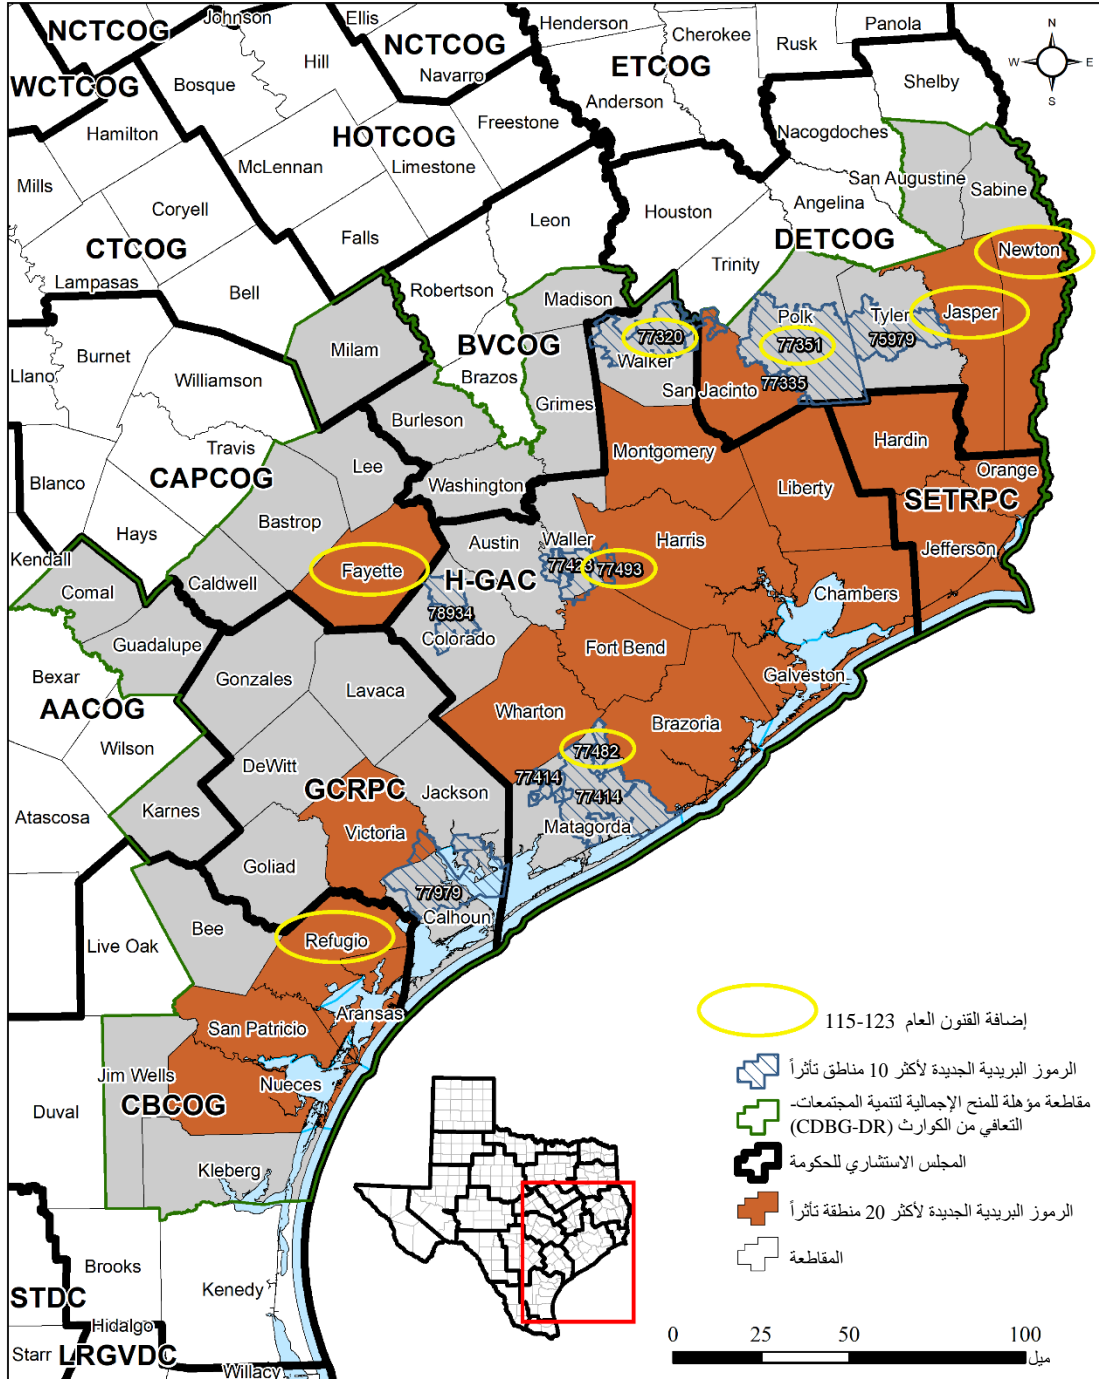 Johnson
Ellis
Henderson
Cherokee
Panola
NCTCOG
NCTCOG
Rusk
N
W
E
S
Hill
ETCOG
WCTCOG
Bosque
Navarro
Shelby
Anderson
Hamilton
HOTCOG
Freestone
Nacogdoches
McLennan
Limestone
San Augustine
Sabine
Mills
Coryell
Leon
Houston
Angelina
CTCOG
Falls
DETCOG
Newton
Lampasas
Bell
Robertson
Madison
Trinity
Polk
Tyler
Jasper
Milam
BVCOG
77320
77351
75979
Burnet
Walker
Llano
Williamson
Brazos
San Jacinto
77335
Burleson
Grimes
Travis
Montgomery
Hardin
Blanco
CAPCOG
Lee
Washington
Liberty
Orange
Bastrop
SETRPC
Hays
Austin
Waller
Harris
Jefferson
Kendall
Fayette
77423
77493
Comal
Caldwell
H-GAC
Chambers
78934
Guadalupe
Colorado
Fort Bend
Bexar
Gonzales
Lavaca
Galveston
AACOG
Wharton
Brazoria
Wilson
77482
DeWitt
77414
GCRPC
Jackson
77414
Atascosa
Karnes
Victoria
Matagorda
Goliad
77979
Bee
Calhoun
Live Oak
Refugio
Aransas
San Patricio
Jim Wells
Nueces
Duval
CBCOG
Kleberg
Brooks
Kenedy
STDC
Hidalgo
Starr
LRGVDC
Willacy
إضافة القنون العام 115-123
الرموز البريدية الجديدة لأكثر 10 مناطق تأثراً
مقاطعة مؤهلة للمنح الإجمالية لتنمية المجتمعات-
التعافي من الكوارث (CDBG-DR)
المجلس الاستشاري للحكومة
الرموز البريدية الجديدة لأكثر 20 منطقة تأثراً
المقاطعة
0 25 50 100
ميل